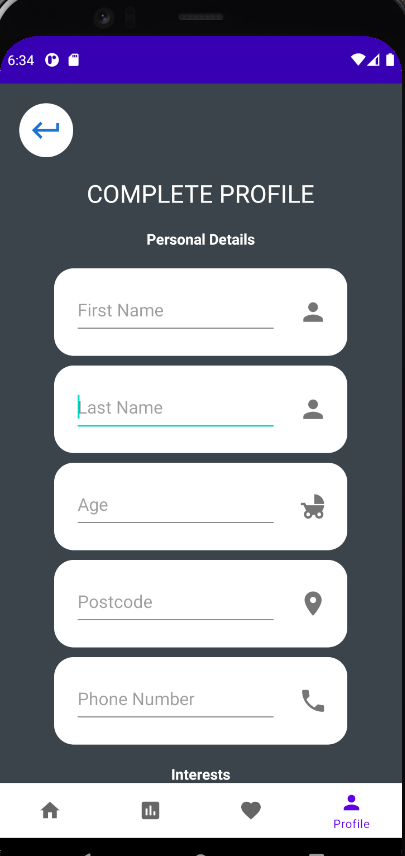 6:34
COMPLETE PROFILE
Personal Details
First Name
Last Name
Age
Postcode
Phone Number
Interests
Profile